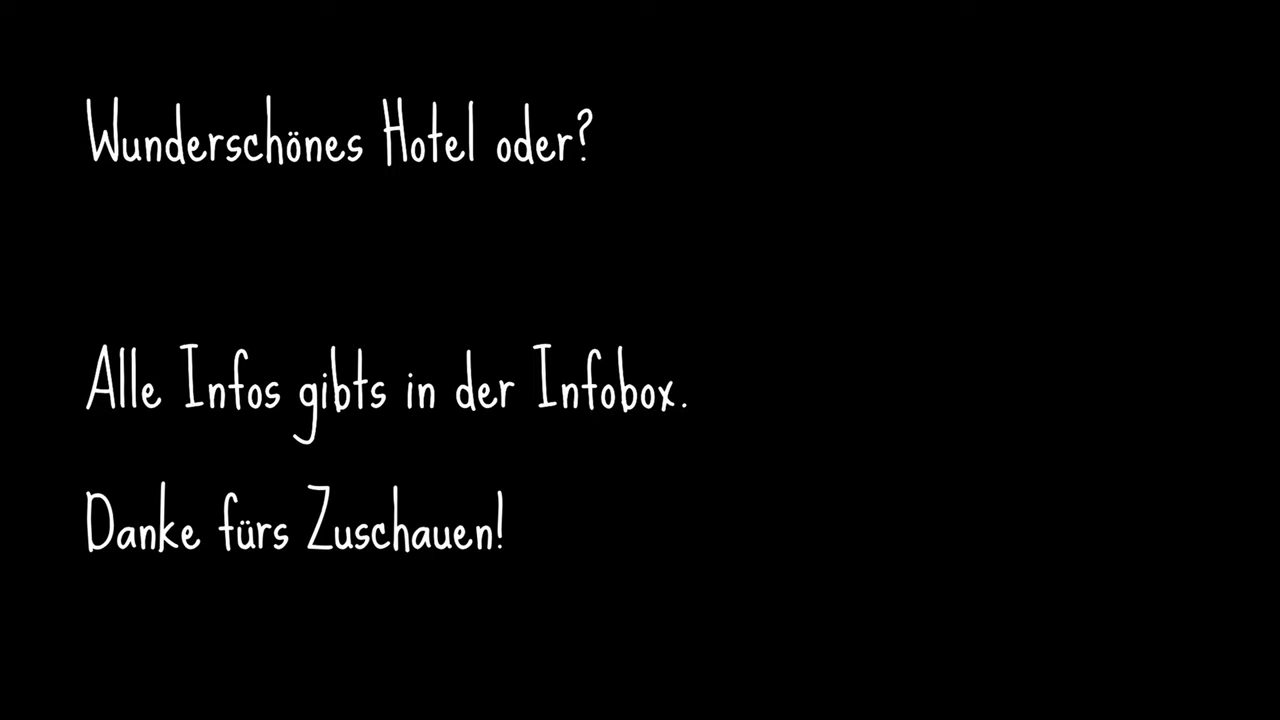 Wunderschönes Hotel oder?
Alle Infos gibts in der Infobox.
Danke fürs Zuschauen!